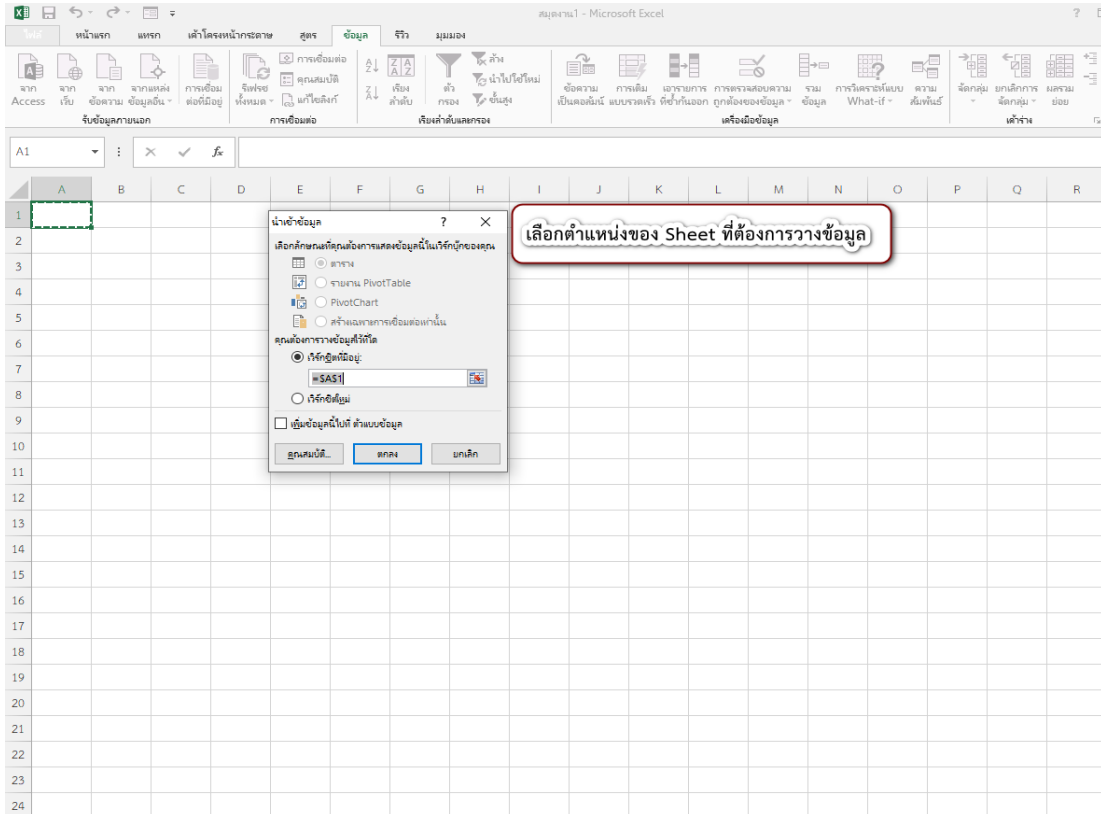 สมุดงาน1 - Microsoft Excel ?
ไฟล์ หน้าแรก แทรก เค้าโครงหน้ากระดาษ สูตร ข้อมูล รีวิว มุมมอง
จาก Access
จาก เว็บ
จาก ข้อความ
จากแหล่ง ข้อมูลอื่น
การเชื่อม ต่อที่มีอยู่
รีเฟรช ทั้งหมด
การเชื่อมต่อ
คุณสมบัติ
แก้ไขลิงก์
เรียง ลำดับ
ตัว กรอง
ล้าง
นำไปใช้ใหม่
ขั้นสูง
ข้อความ เป็นคอลัมน์
การเติม แบบรวดเร็ว
เอารายการ ที่ซ้ำกันออก
การตรวจสอบความ ถูกต้องของข้อมูล
รวม ข้อมูล
การวิเคราะห์แบบ What-if
ความ สัมพันธ์
จัดกลุ่ม
ยกเลิกการ จัดกลุ่ม
ผลรวม ย่อย
รับข้อมูลภายนอก การเชื่อมต่อ เรียงลำดับและกรอง เครื่องมือข้อมูล เค้าร่าง
A1 fx
A B C D E F G H I J K L M N O P Q R
1
2
3
4
5
6
7
8
9
10
11
12
13
14
15
16
17
18
19
20
21
22
23
24
นำเข้าข้อมูล ?
เลือกลักษณะที่คุณต้องการแสดงข้อมูลนี้ในเวิร์กบุ๊กของคุณ
ตาราง
รายงาน PivotTable
PivotChart
สร้างเฉพาะการเชื่อมต่อเท่านั้น
คุณต้องการวางข้อมูลไว้ที่ใด
เวิร์กชีตที่มีอยู่:
=$A$1
เวิร์กชีตใหม่
เพิ่มข้อมูลนี้ไปที่ ตัวแบบข้อมูล
คุณสมบัติ... ตกลง ยกเลิก
เลือกตำแหน่งของ Sheet ที่ต้องการวางข้อมูล